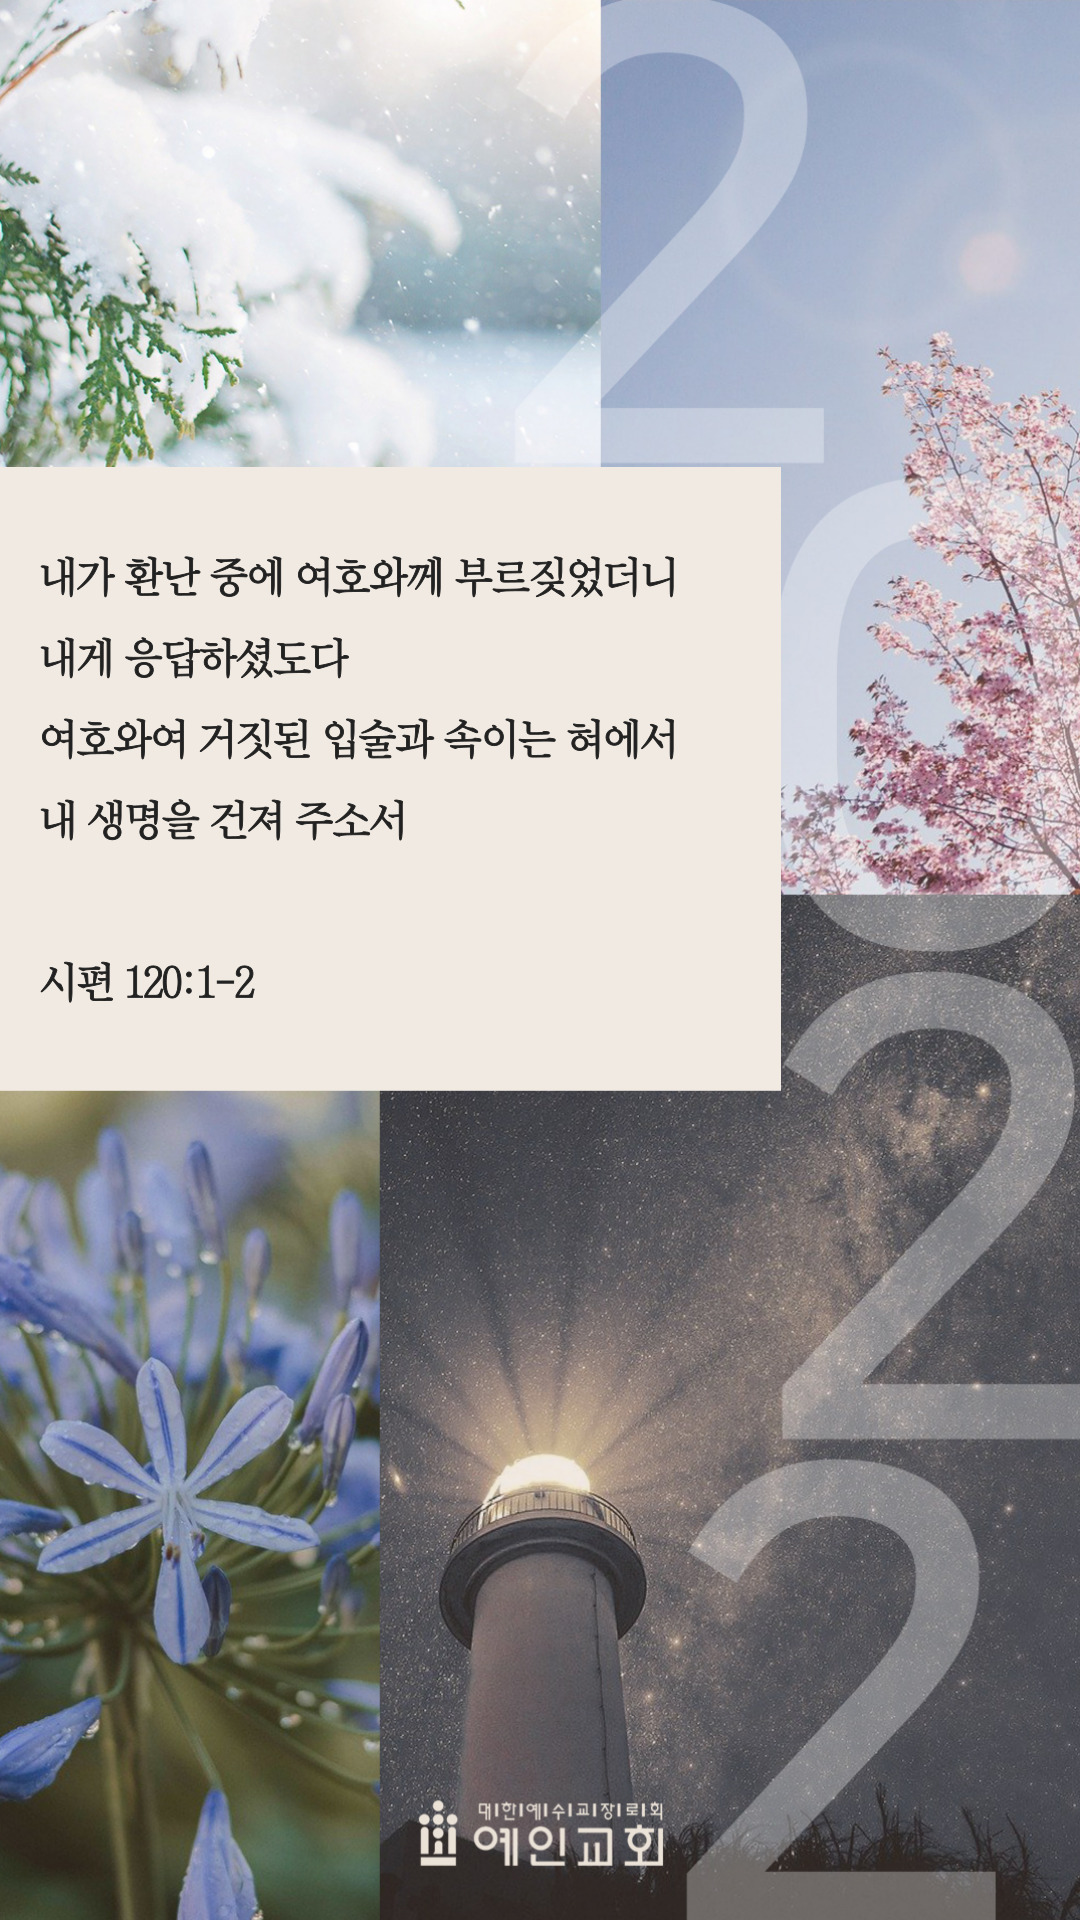 2022
내가 환난 중에 여호와께 부르짖었더니
내게 응답하셨도다
여호와여 거짓된 입술과 속이는 혀에서
내 생명을 건져 주소서
시편 120:1-2
대한예수교장로회
예인교회